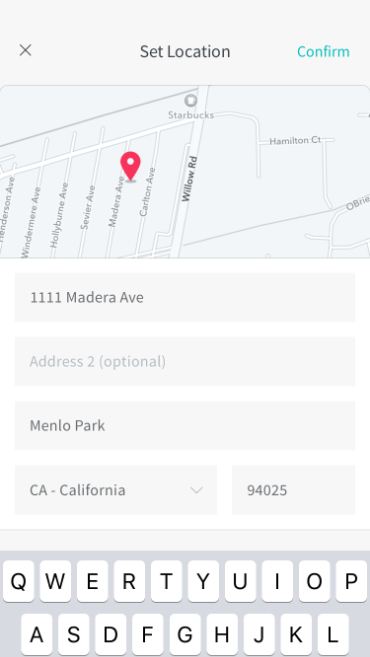 Set Location
Confirm
Starbucks
Hamilton Ct
Henderson Ave
Windermere Ave
Hollyburne Ave
Sevier Ave
Madera Ave
Carlton Ave
Willow Rd
1111 Madera Ave
Address 2 (optional)
Menlo Park
CA - California
94025
Q W E R T Y U I O P
A S D F G H J K L